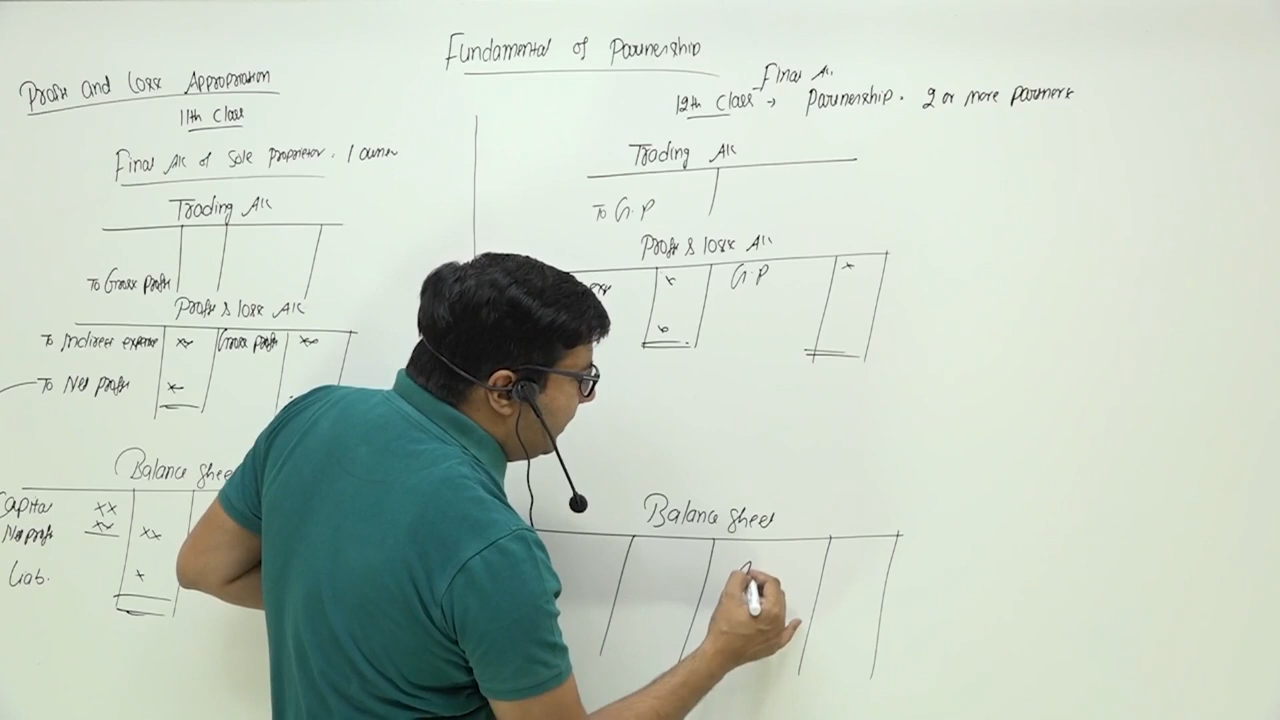 Fundamental of Partnership
Profit and Loss Appropriation
11th Class
Final A/c of Sole Proprietor. 1 owner
Trading A/c
To Gross profit
Profit & loss A/c
To Indirect expense xx Gross profit xx
To Net profit x
Balance Sheet
Capital xx
Net profit xx xx
Liab. x
Final A/c
12th Class → Partnership. 2 or more partners
Trading A/c
To G.P
Profit & loss A/c
x G.P x
Balance Sheet